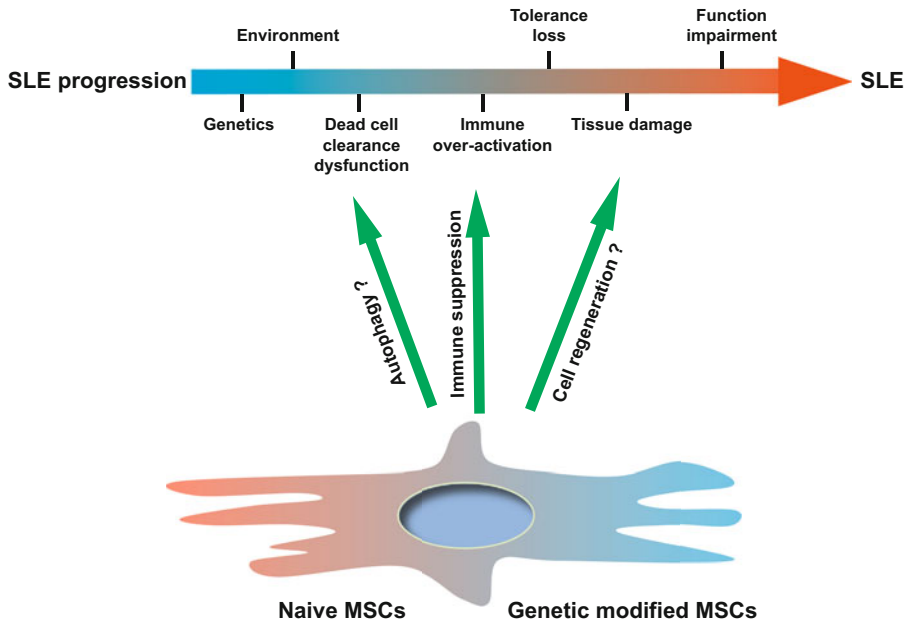 Tolerance
loss
Function
impairment
Environment
SLE progression
SLE
Genetics
Dead cell
clearance
dysfunction
Immune
over-activation
Tissue damage
Autophagy ?
Immune suppression
Cell regeneration ?
Naive MSCs
Genetic modified MSCs